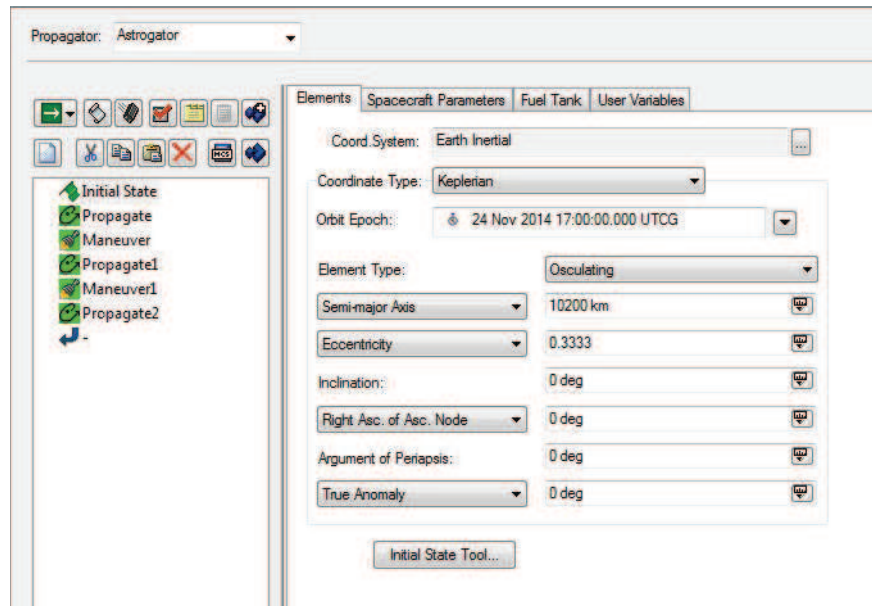 Propagator: Astrogator
Elements Spacecraft Parameters Fuel Tank User Variables
Coord.System: Earth Inertial ...
Coordinate Type: Keplerian
Orbit Epoch: 24 Nov 2014 17:00:00.000 UTCG
Element Type: Osculating
Semi-major Axis 10200 km
Eccentricity 0.3333
Inclination: 0 deg
Right Asc. of Asc. Node 0 deg
Argument of Periapsis: 0 deg
True Anomaly 0 deg
Initial State Tool...
MCS
Initial State
Propagate
Maneuver
Propagate1
Maneuver1
Propagate2
-